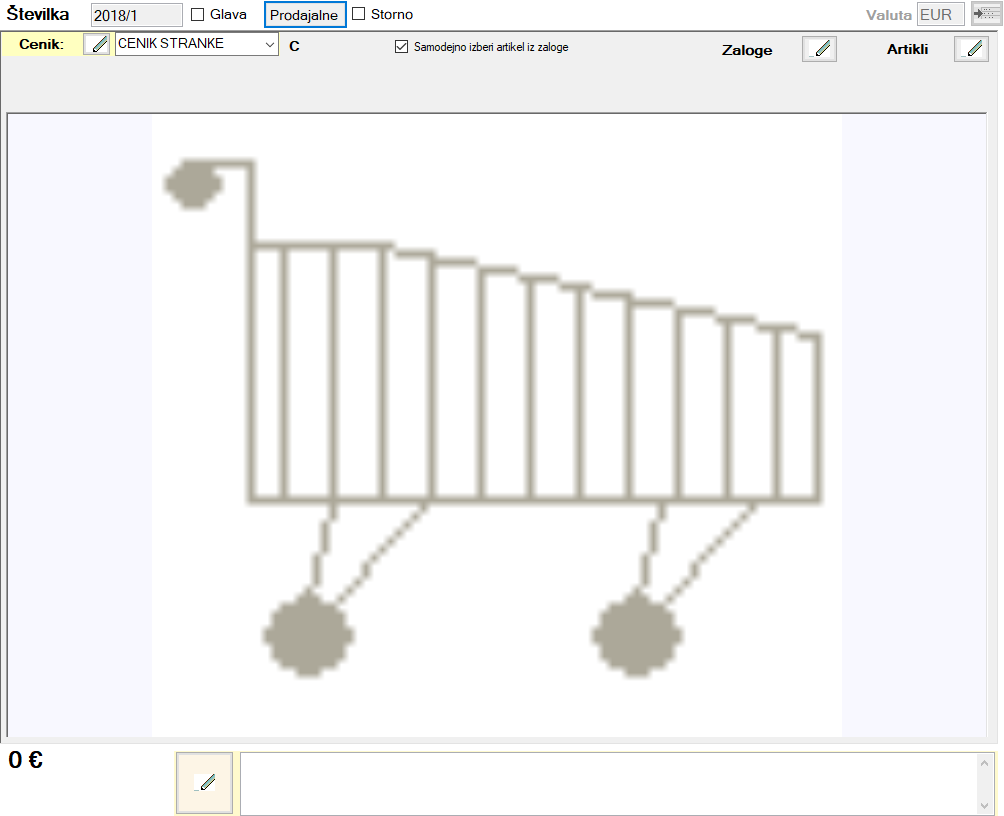 Številka 2018/1 Glava Prodajalne Storno Valuta EUR
Cenik: CENIK STRANKE C Samodejno izberi artikel iz zaloge Zaloge Artikli
0 €